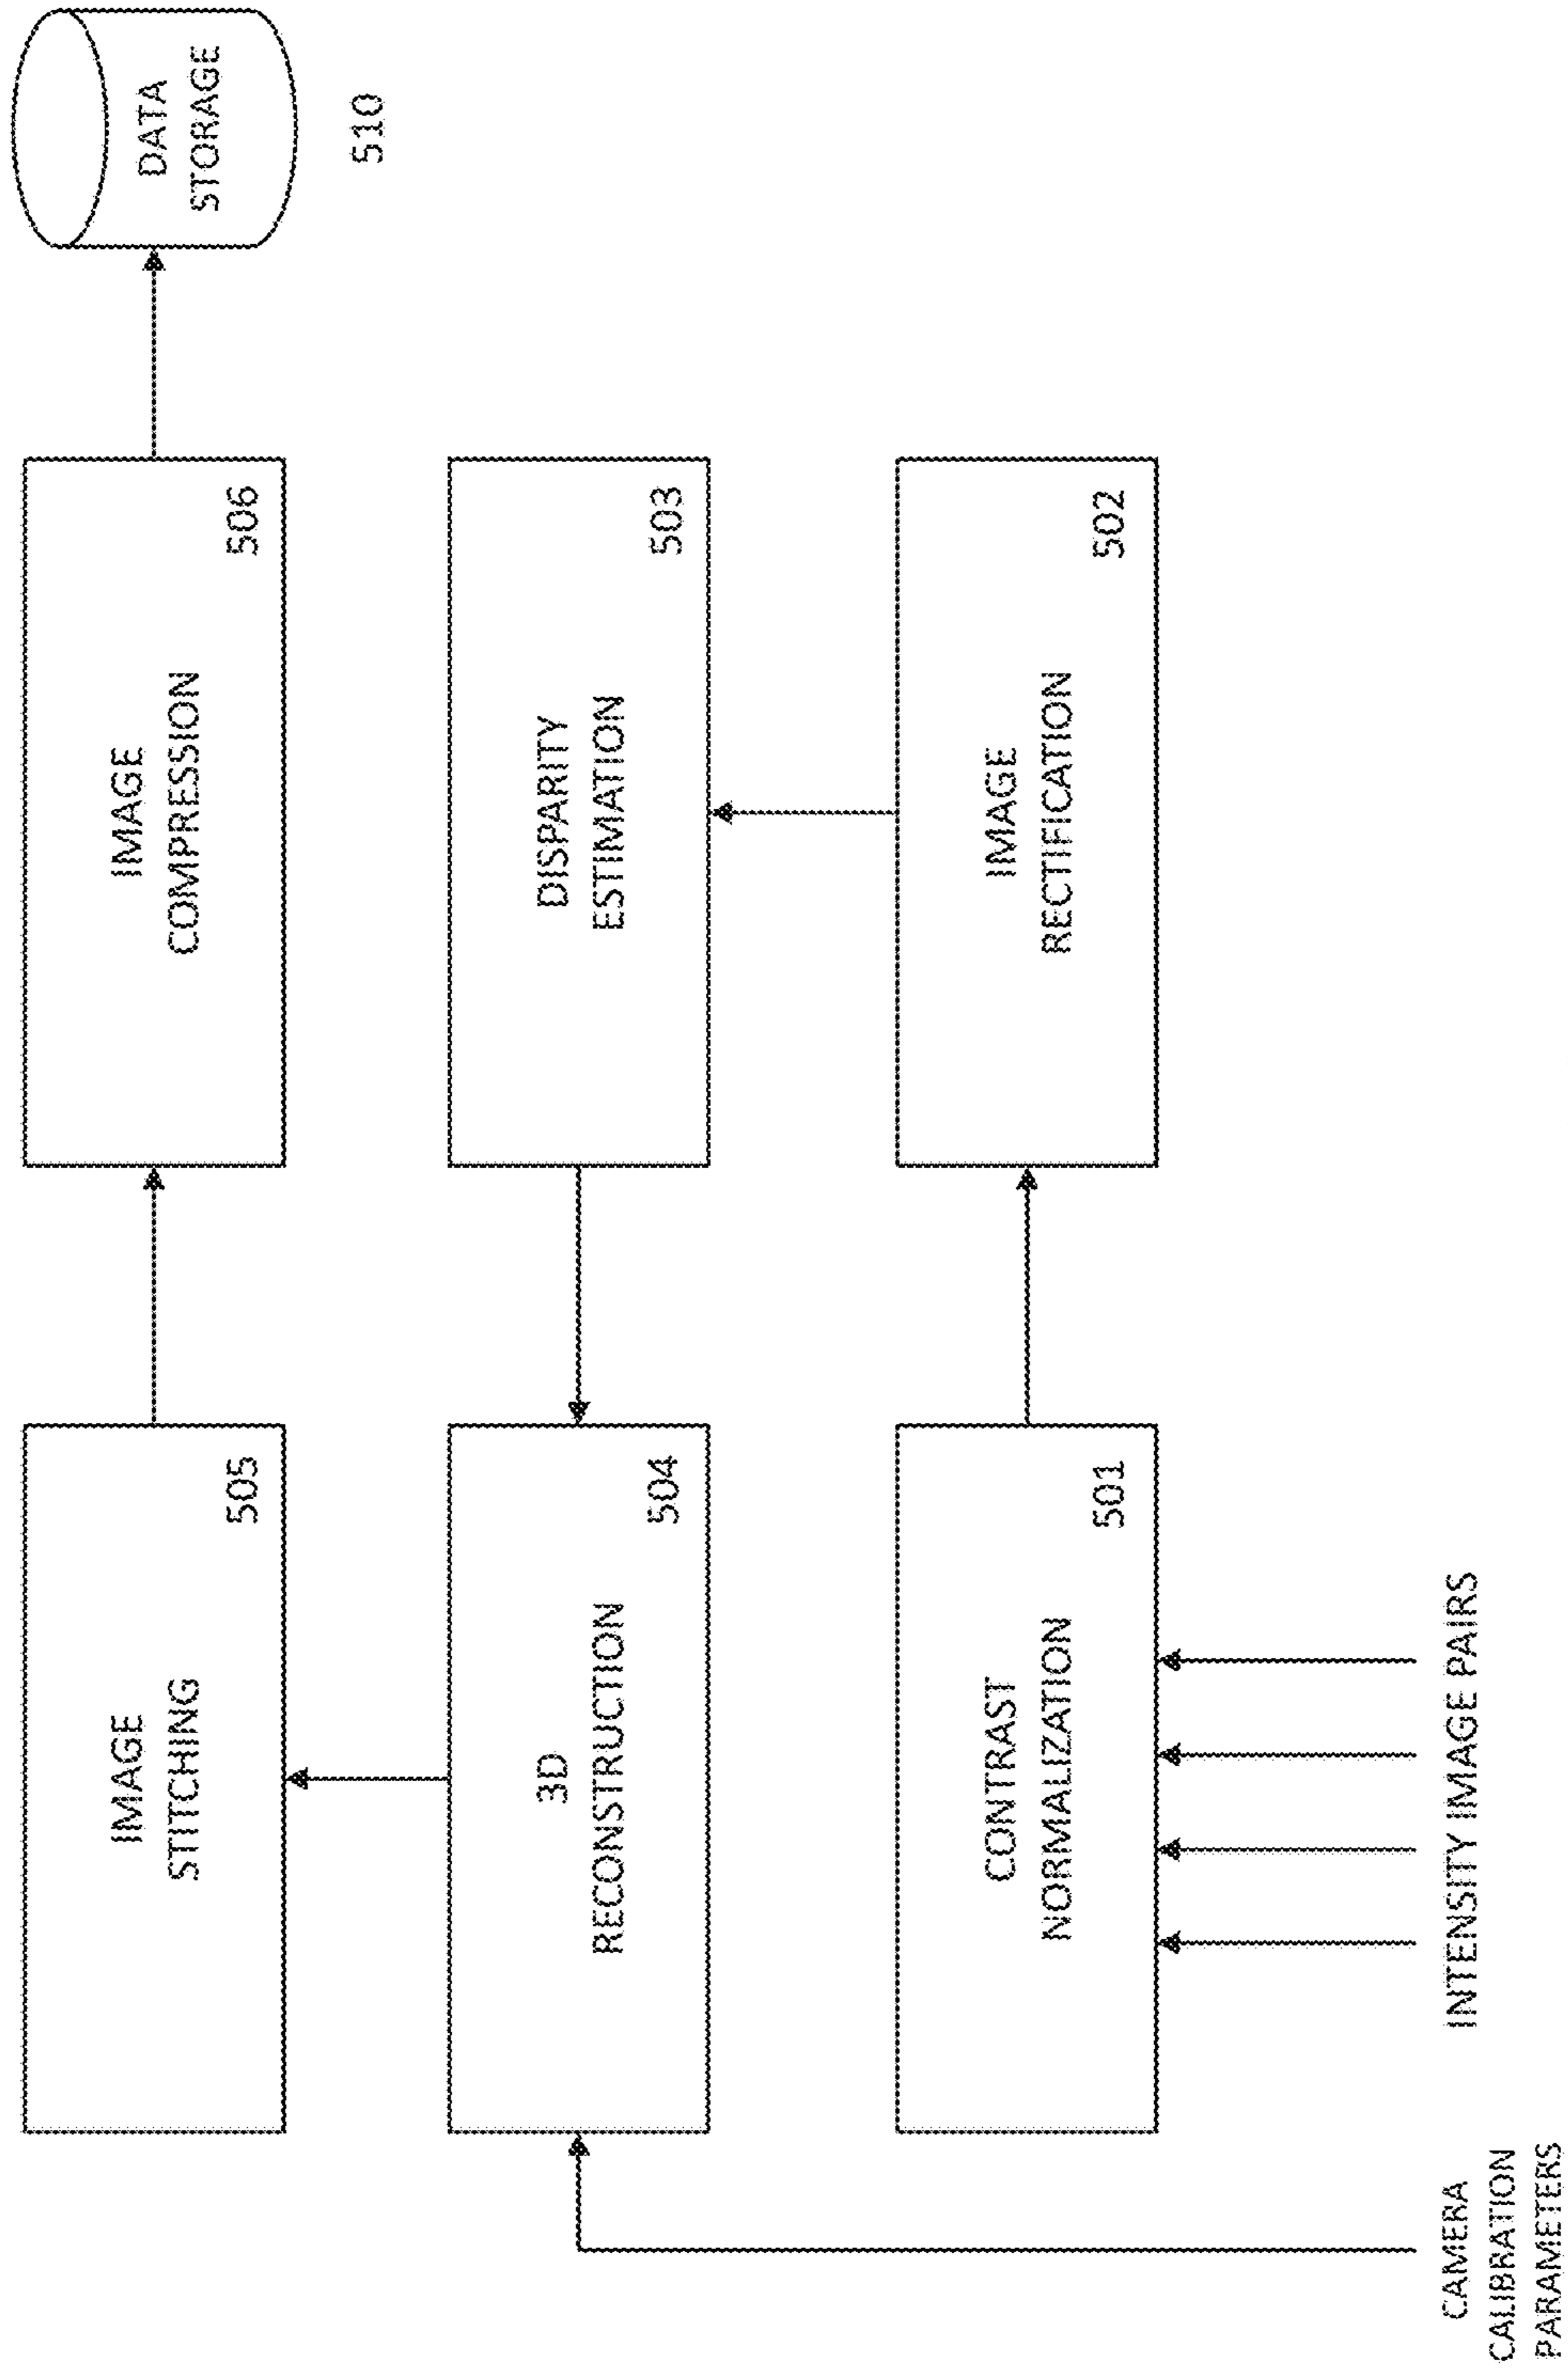 IMAGE
STITCHING
505
IMAGE
COMPRESSION
506
DATA
STORAGE
510
3D
RECONSTRUCTION
504
DISPARITY
ESTIMATION
503
CONTRAST
NORMALIZATION
501
IMAGE
RECTIFICATION
502
CAMERA
CALIBRATION
PARAMETERS
INTENSITY IMAGE PAIRS